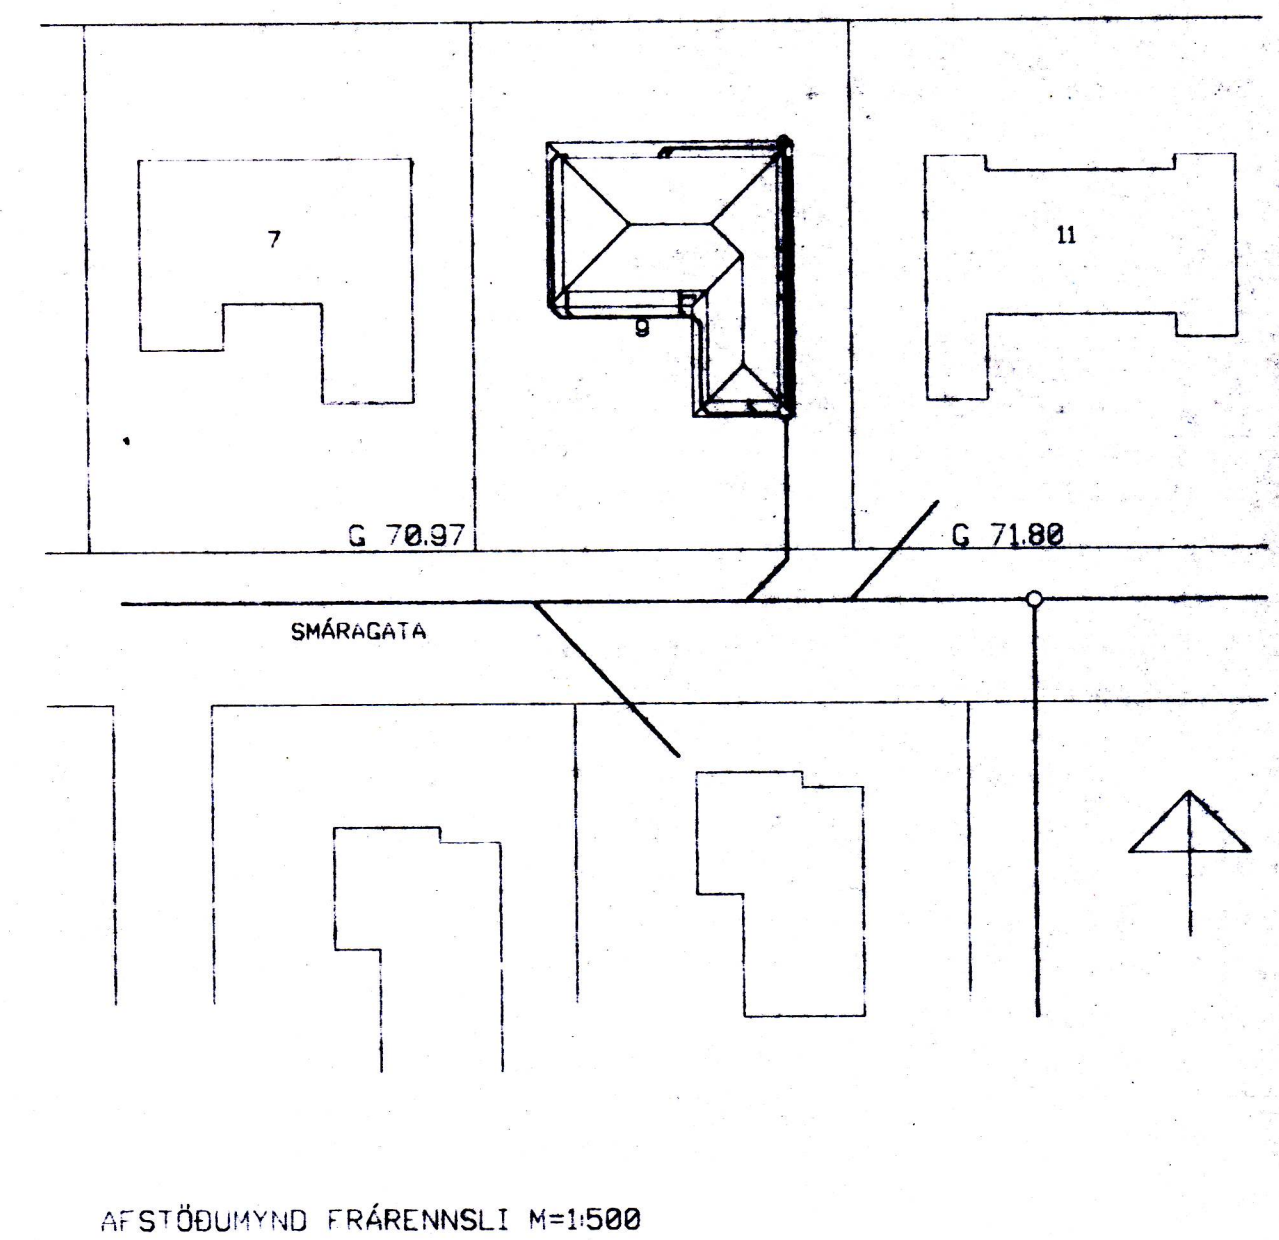 7
11
9
G 70.97
G 71.80
SMÁRAGATA
AFSTÖÐUMYND FRÁRENNSLI M=1:500